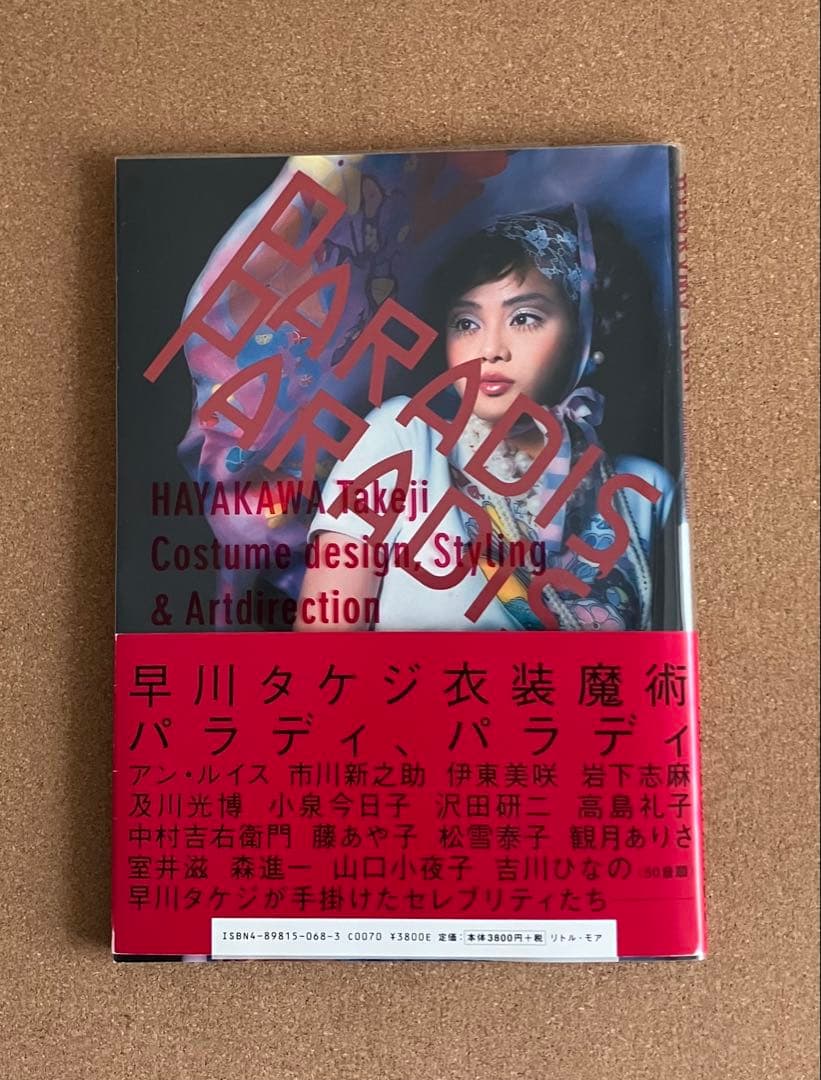 PARADIS
PARADIS
HAYAKAWA Takeji
Costume design, Styling
& Artdirection
早川タケジ衣装魔術
パラディ、パラディ
アン・ルイス 市川新之助 伊東美咲 岩下志麻
及川光博 小泉今日子 沢田研二 高島礼子
中村吉右衛門 藤あや子 松雪泰子 観月ありさ
室井滋 森進一 山口小夜子 吉川ひなの (50音順)
早川タケジが手掛けたセレブリティたち
ISBN4-89815-068-3 C0070 ¥3800E 定価:本体3800円+税 リトル・モア